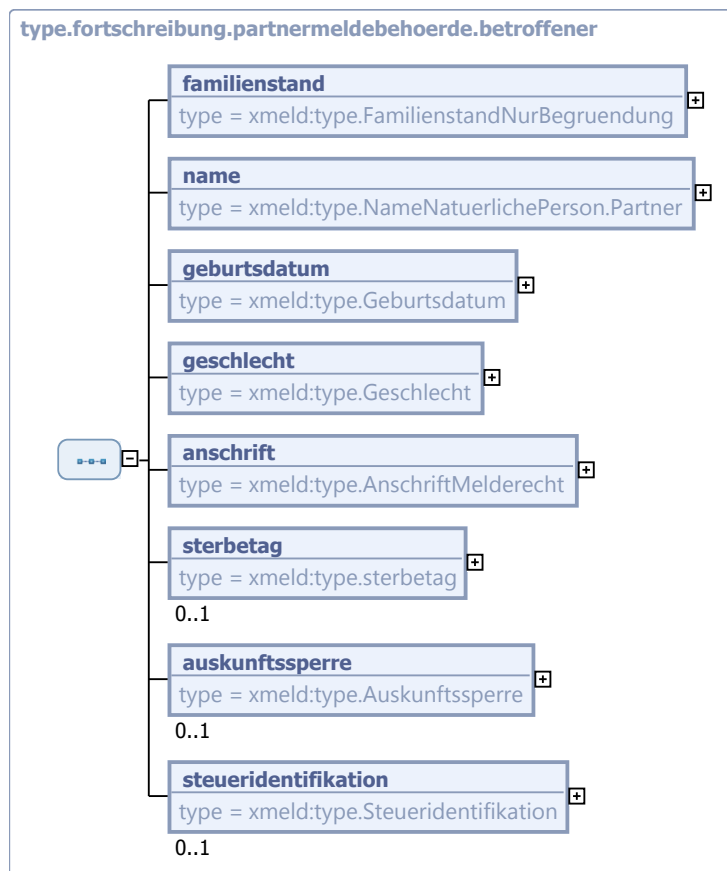 type.fortschreibung.partnermeldebehoerde.betroffener
familienstand
type = xmeld:type.FamilienstandNurBegruendung
name
type = xmeld:type.NameNatuerlichePerson.Partner
geburtsdatum
type = xmeld:type.Geburtsdatum
geschlecht
type = xmeld:type.Geschlecht
anschrift
type = xmeld:type.AnschriftMelderecht
sterbetag
type = xmeld:type.sterbetag
0..1
auskunftssperre
type = xmeld:type.Auskunftssperre
0..1
steueridentifikation
type = xmeld:type.Steueridentifikation
0..1